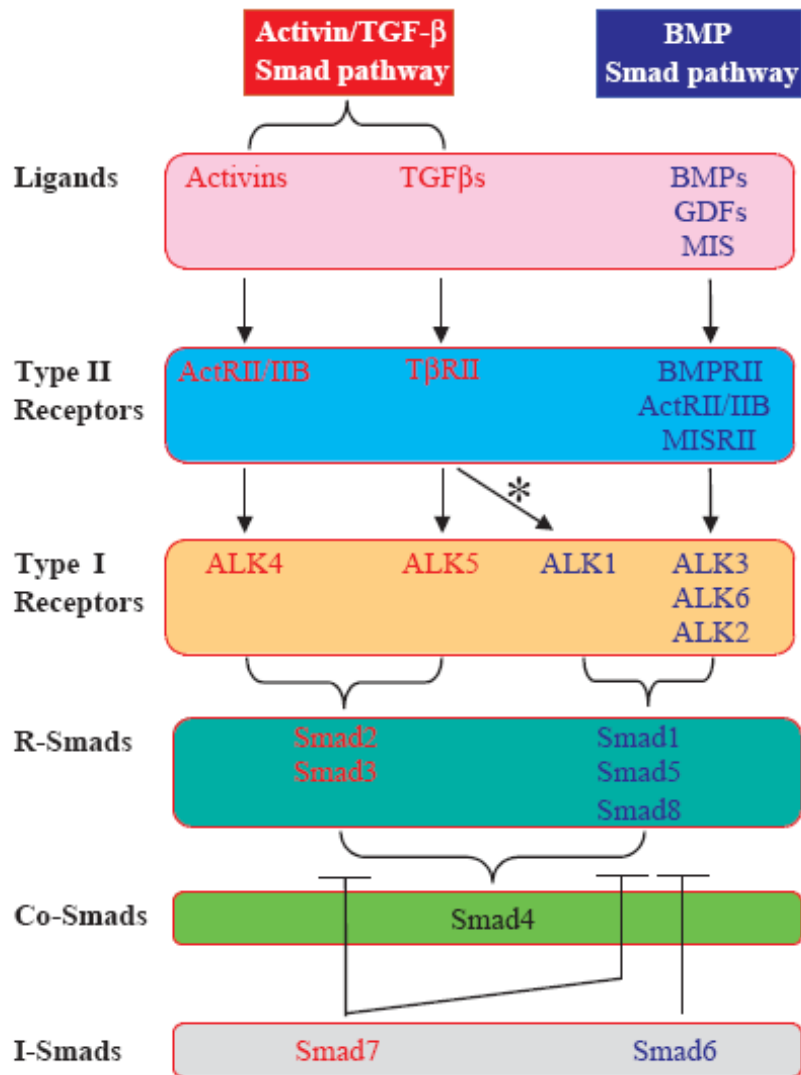 Activin/TGF-β
Smad pathway
BMP
Smad pathway
Ligands
Activins
TGFβs
BMPs
GDFs
MIS
Type II
Receptors
ActRII/IIB
TβRII
BMPRII
ActRII/IIB
MISRII
*
Type I
Receptors
ALK4
ALK5
ALK1
ALK3
ALK6
ALK2
R-Smads
Smad2
Smad3
Smad1
Smad5
Smad8
Co-Smads
Smad4
I-Smads
Smad7
Smad6